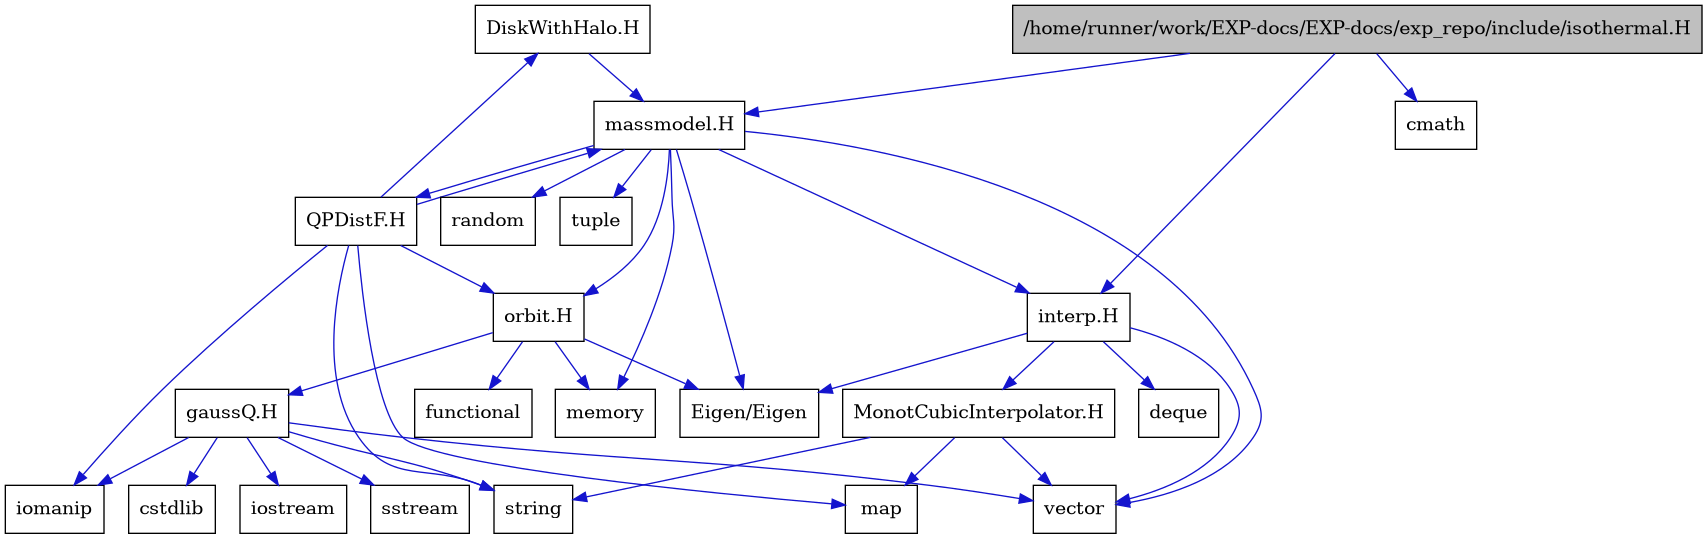 DiskWithHalo.H
/home/runner/work/EXP-docs/EXP-docs/exp_repo/include/isothermal.H
massmodel.H
cmath
QPDistF.H
random
tuple
orbit.H
interp.H
gaussQ.H
functional
memory
Eigen/Eigen
MonotCubicInterpolator.H
deque
iomanip
cstdlib
iostream
sstream
string
map
vector